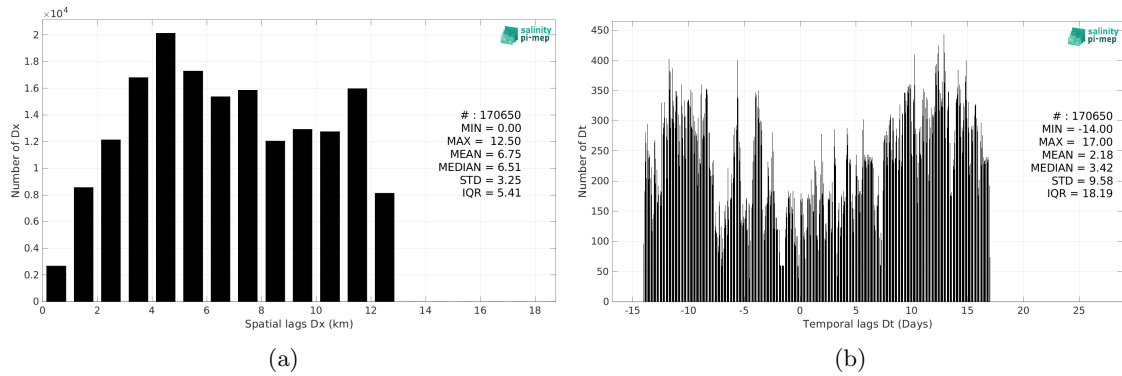 ×10⁴
2
1.8
1.6
1.4
1.2
1
0.8
0.6
0.4
0.2
0
Number of Dx
0 2 4 6 8 10 12 14 16 18
Spatial lags Dx (km)
salinity
pi-mep
# : 170650
MIN = 0.00
MAX = 12.50
MEAN = 6.75
MEDIAN = 6.51
STD = 3.25
IQR = 5.41
(a)
450
400
350
300
250
200
150
100
50
0
Number of Dt
-15 -10 -5 0 5 10 15 20 25
Temporal lags Dt (Days)
salinity
pi-mep
# : 170650
MIN = -14.00
MAX = 17.00
MEAN = 2.18
MEDIAN = 3.42
STD = 9.58
IQR = 18.19
(b)